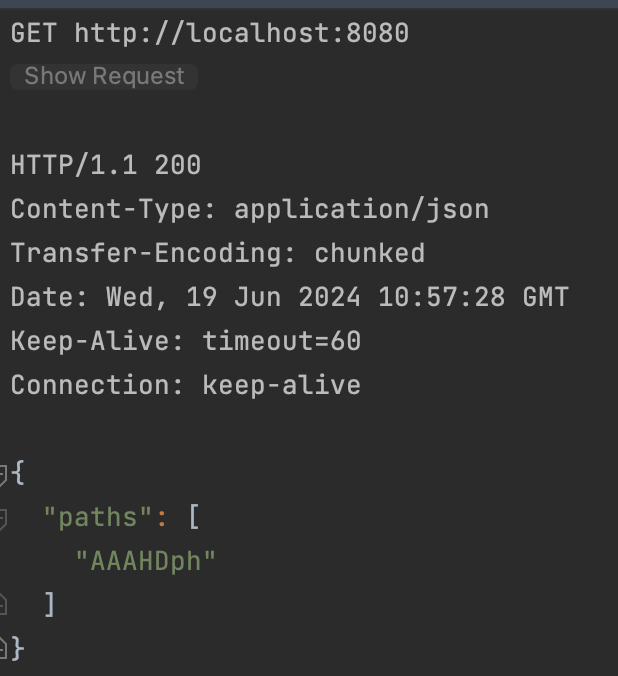 GET http://localhost:8080
Show Request
HTTP/1.1 200
Content-Type: application/json
Transfer-Encoding: chunked
Date: Wed, 19 Jun 2024 10:57:28 GMT
Keep-Alive: timeout=60
Connection: keep-alive
{
"paths": [
"AAAHDph"
]
}